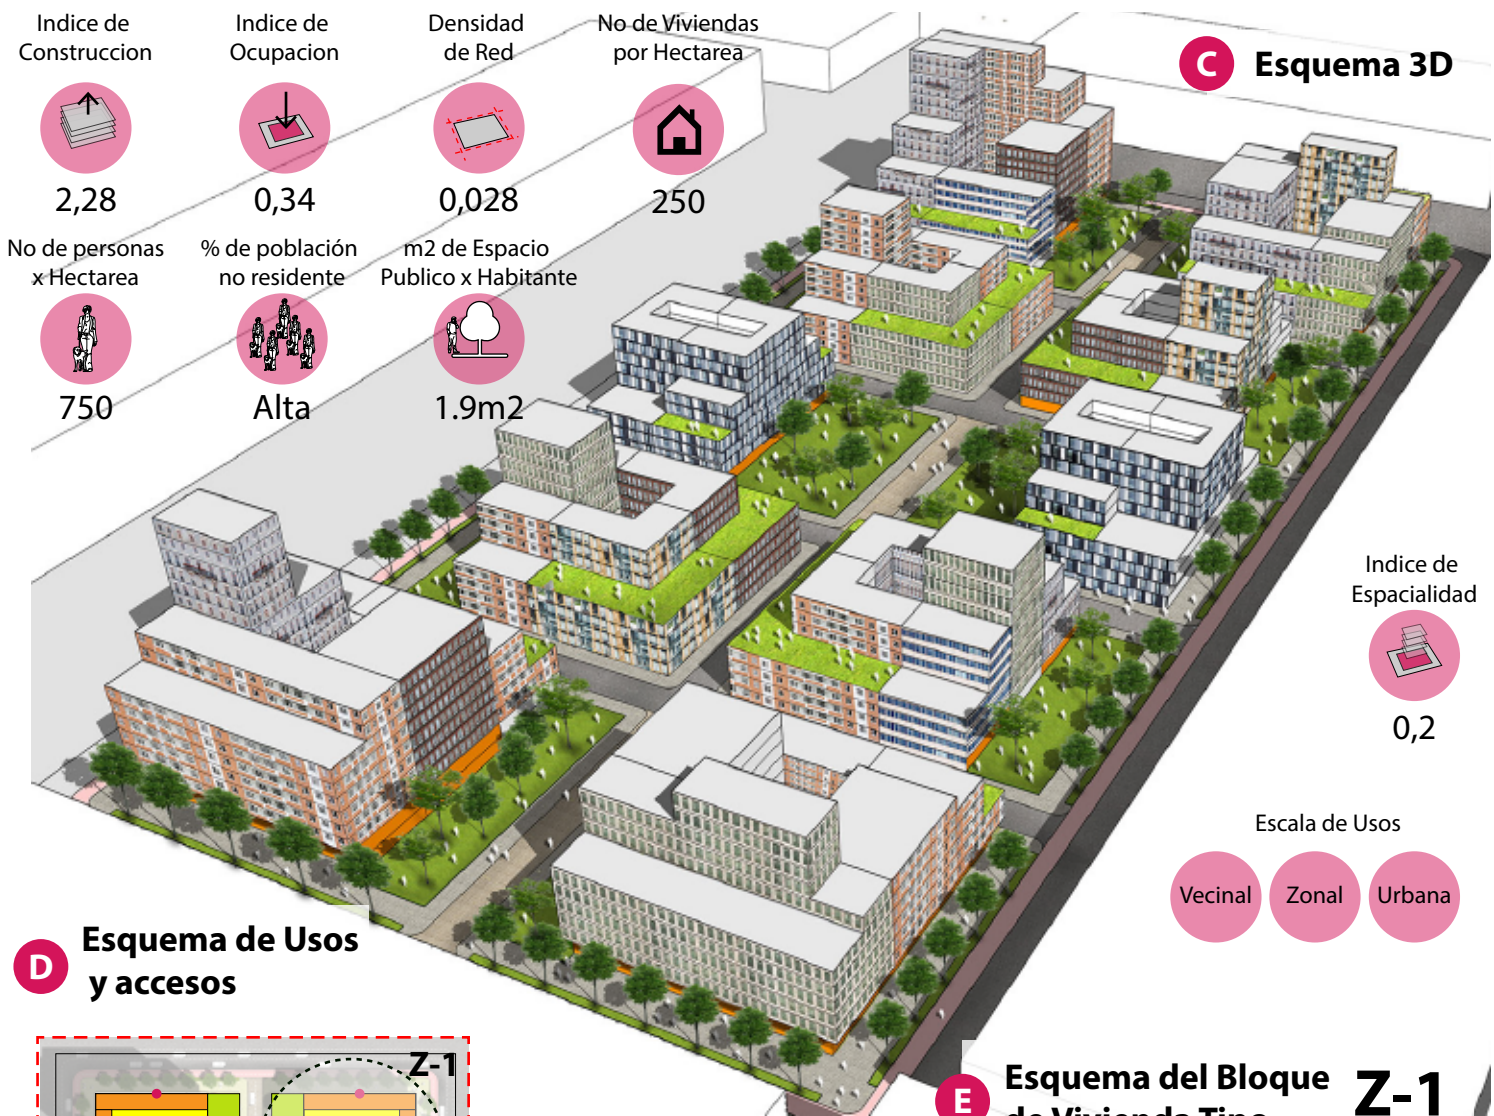 Indice de
Construccion
2,28
Indice de
Ocupacion
0,34
Densidad
de Red
0,028
No de Viviendas
por Hectarea
250
C Esquema 3D
No de personas
x Hectarea
750
% de población
no residente
Alta
m2 de Espacio
Publico x Habitante
1.9m2
Indice de
Espacialidad
0,2
Escala de Usos
Vecinal Zonal Urbana
D Esquema de Usos
y accesos
Z-1
E Esquema del Bloque
de Vivienda Tipo
Z-1